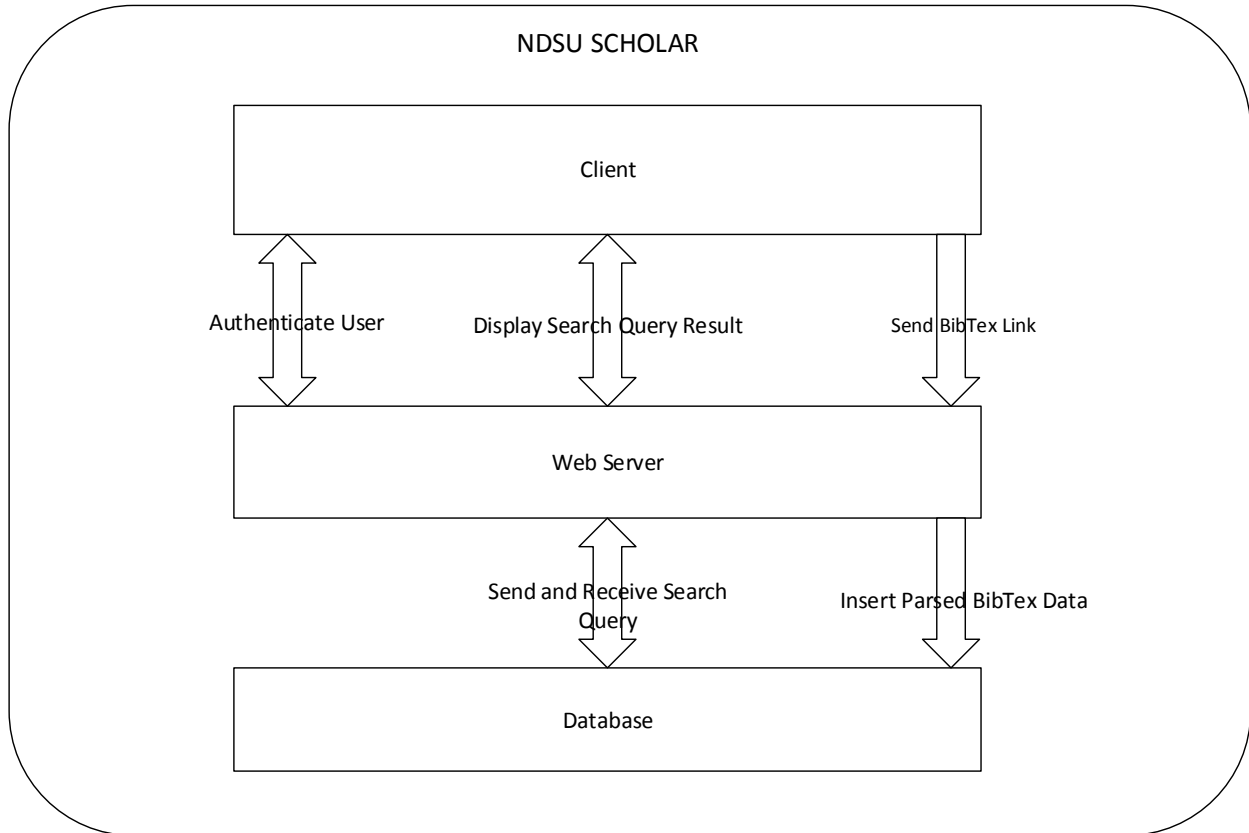 NDSU SCHOLAR
Client
Authenticate User
Display Search Query Result
Send BibTex Link
Web Server
Send and Receive Search
Query
Insert Parsed BibTex Data
Database